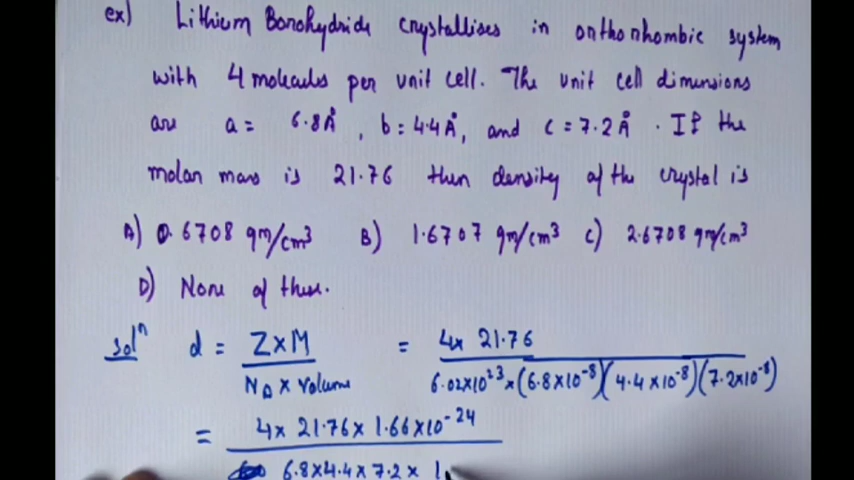 ex) Lithium Borohydride crystallises in orthorhombic system
with 4 molecules per unit cell. The unit cell dimensions
are a = 6.8 Å, b = 4.4 Å, and c = 7.2 Å. If the
molar mass is 21.76 then density of the crystal is
A) 0.6708 gm/cm³ B) 1.6707 gm/cm³ C) 2.6708 gm/cm³
D) None of these.
solⁿ d = Z×M / N_A × Volume = 4× 21.76 / 6.02×10²³×(6.8×10⁻⁸)(4.4×10⁻⁸)(7.2×10⁻⁸)
= 4× 21.76× 1.66×10⁻²⁴ / 6.8×4.4×7.2× 1